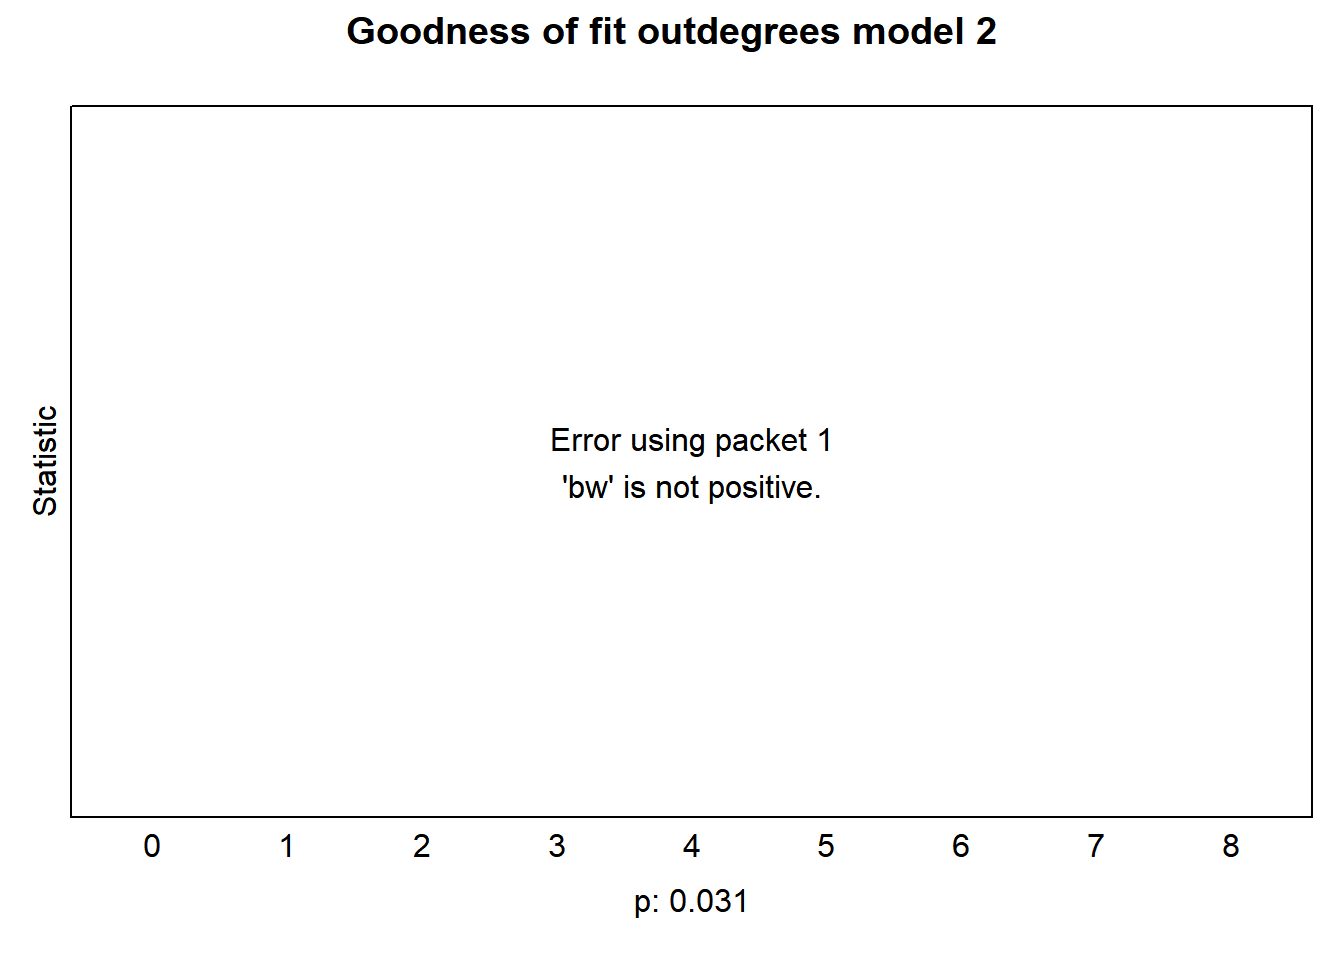 Goodness of fit outdegrees model 2
Statistic
Error using packet 1
'bw' is not positive.
0 1 2 3 4 5 6 7 8
p: 0.031